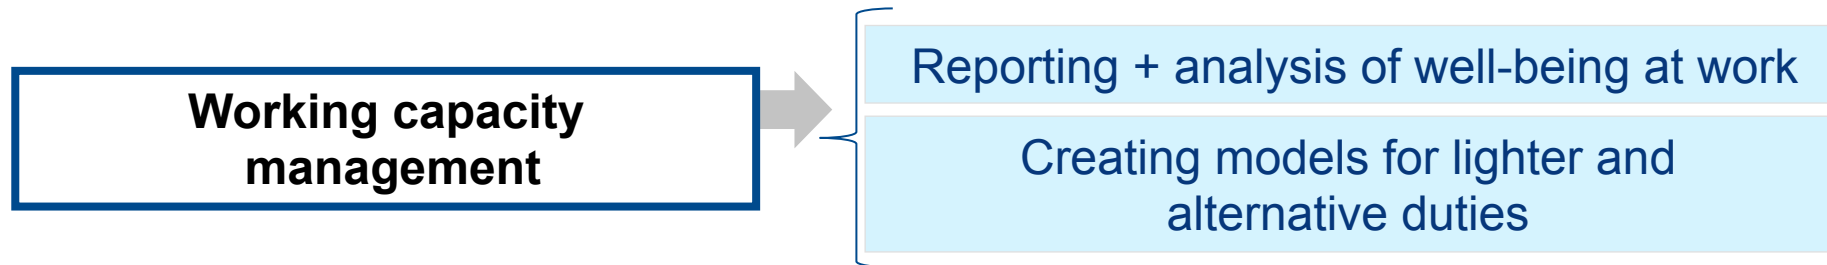 Working capacity
management
Reporting + analysis of well-being at work
Creating models for lighter and
alternative duties